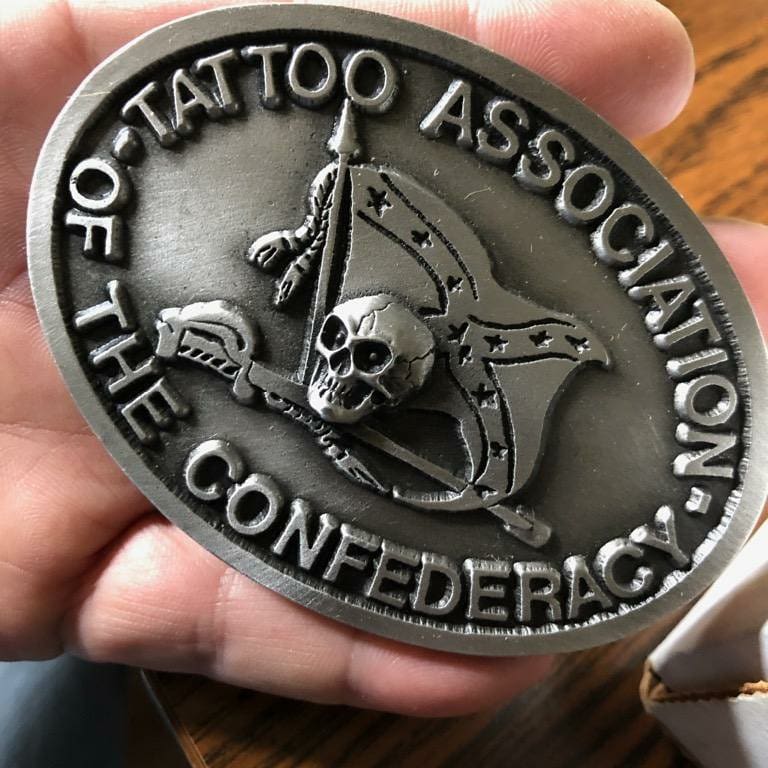 TATTOO ASSOCIATION
OF THE CONFEDERACY